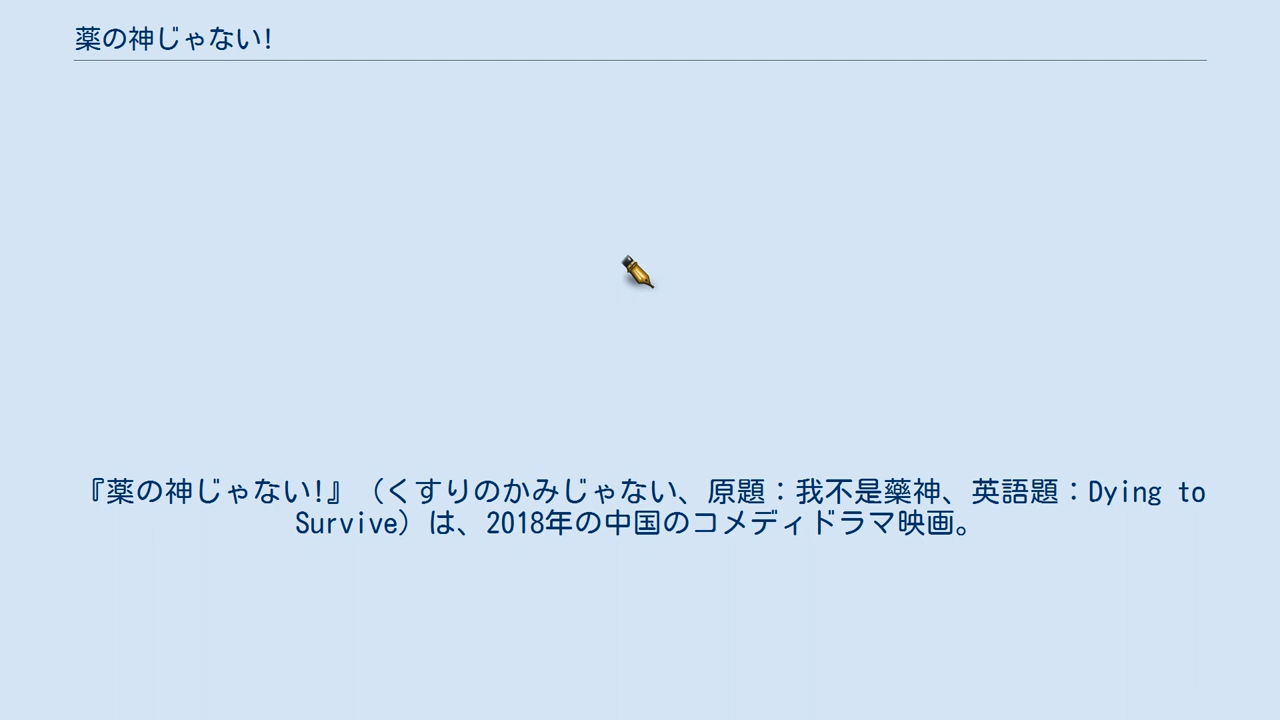 薬の神じゃない!
『薬の神じゃない!』（くすりのかみじゃない、原題：我不是藥神、英語題：Dying to
Survive）は、2018年の中国のコメディドラマ映画。